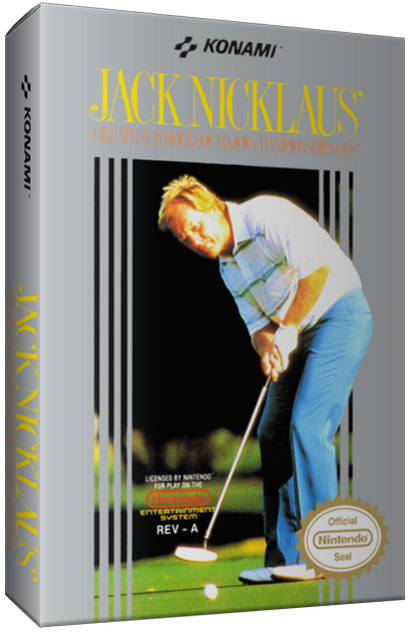 KONAMI
JACK NICKLAUS'
GREATEST 18 HOLES OF MAJOR CHAMPIONSHIP GOLF™
LICENSED BY NINTENDO
FOR PLAY ON THE
Nintendo
ENTERTAINMENT
SYSTEM
REV - A
Official
Nintendo
Seal
KONAMI
JACK NICKLAUS'